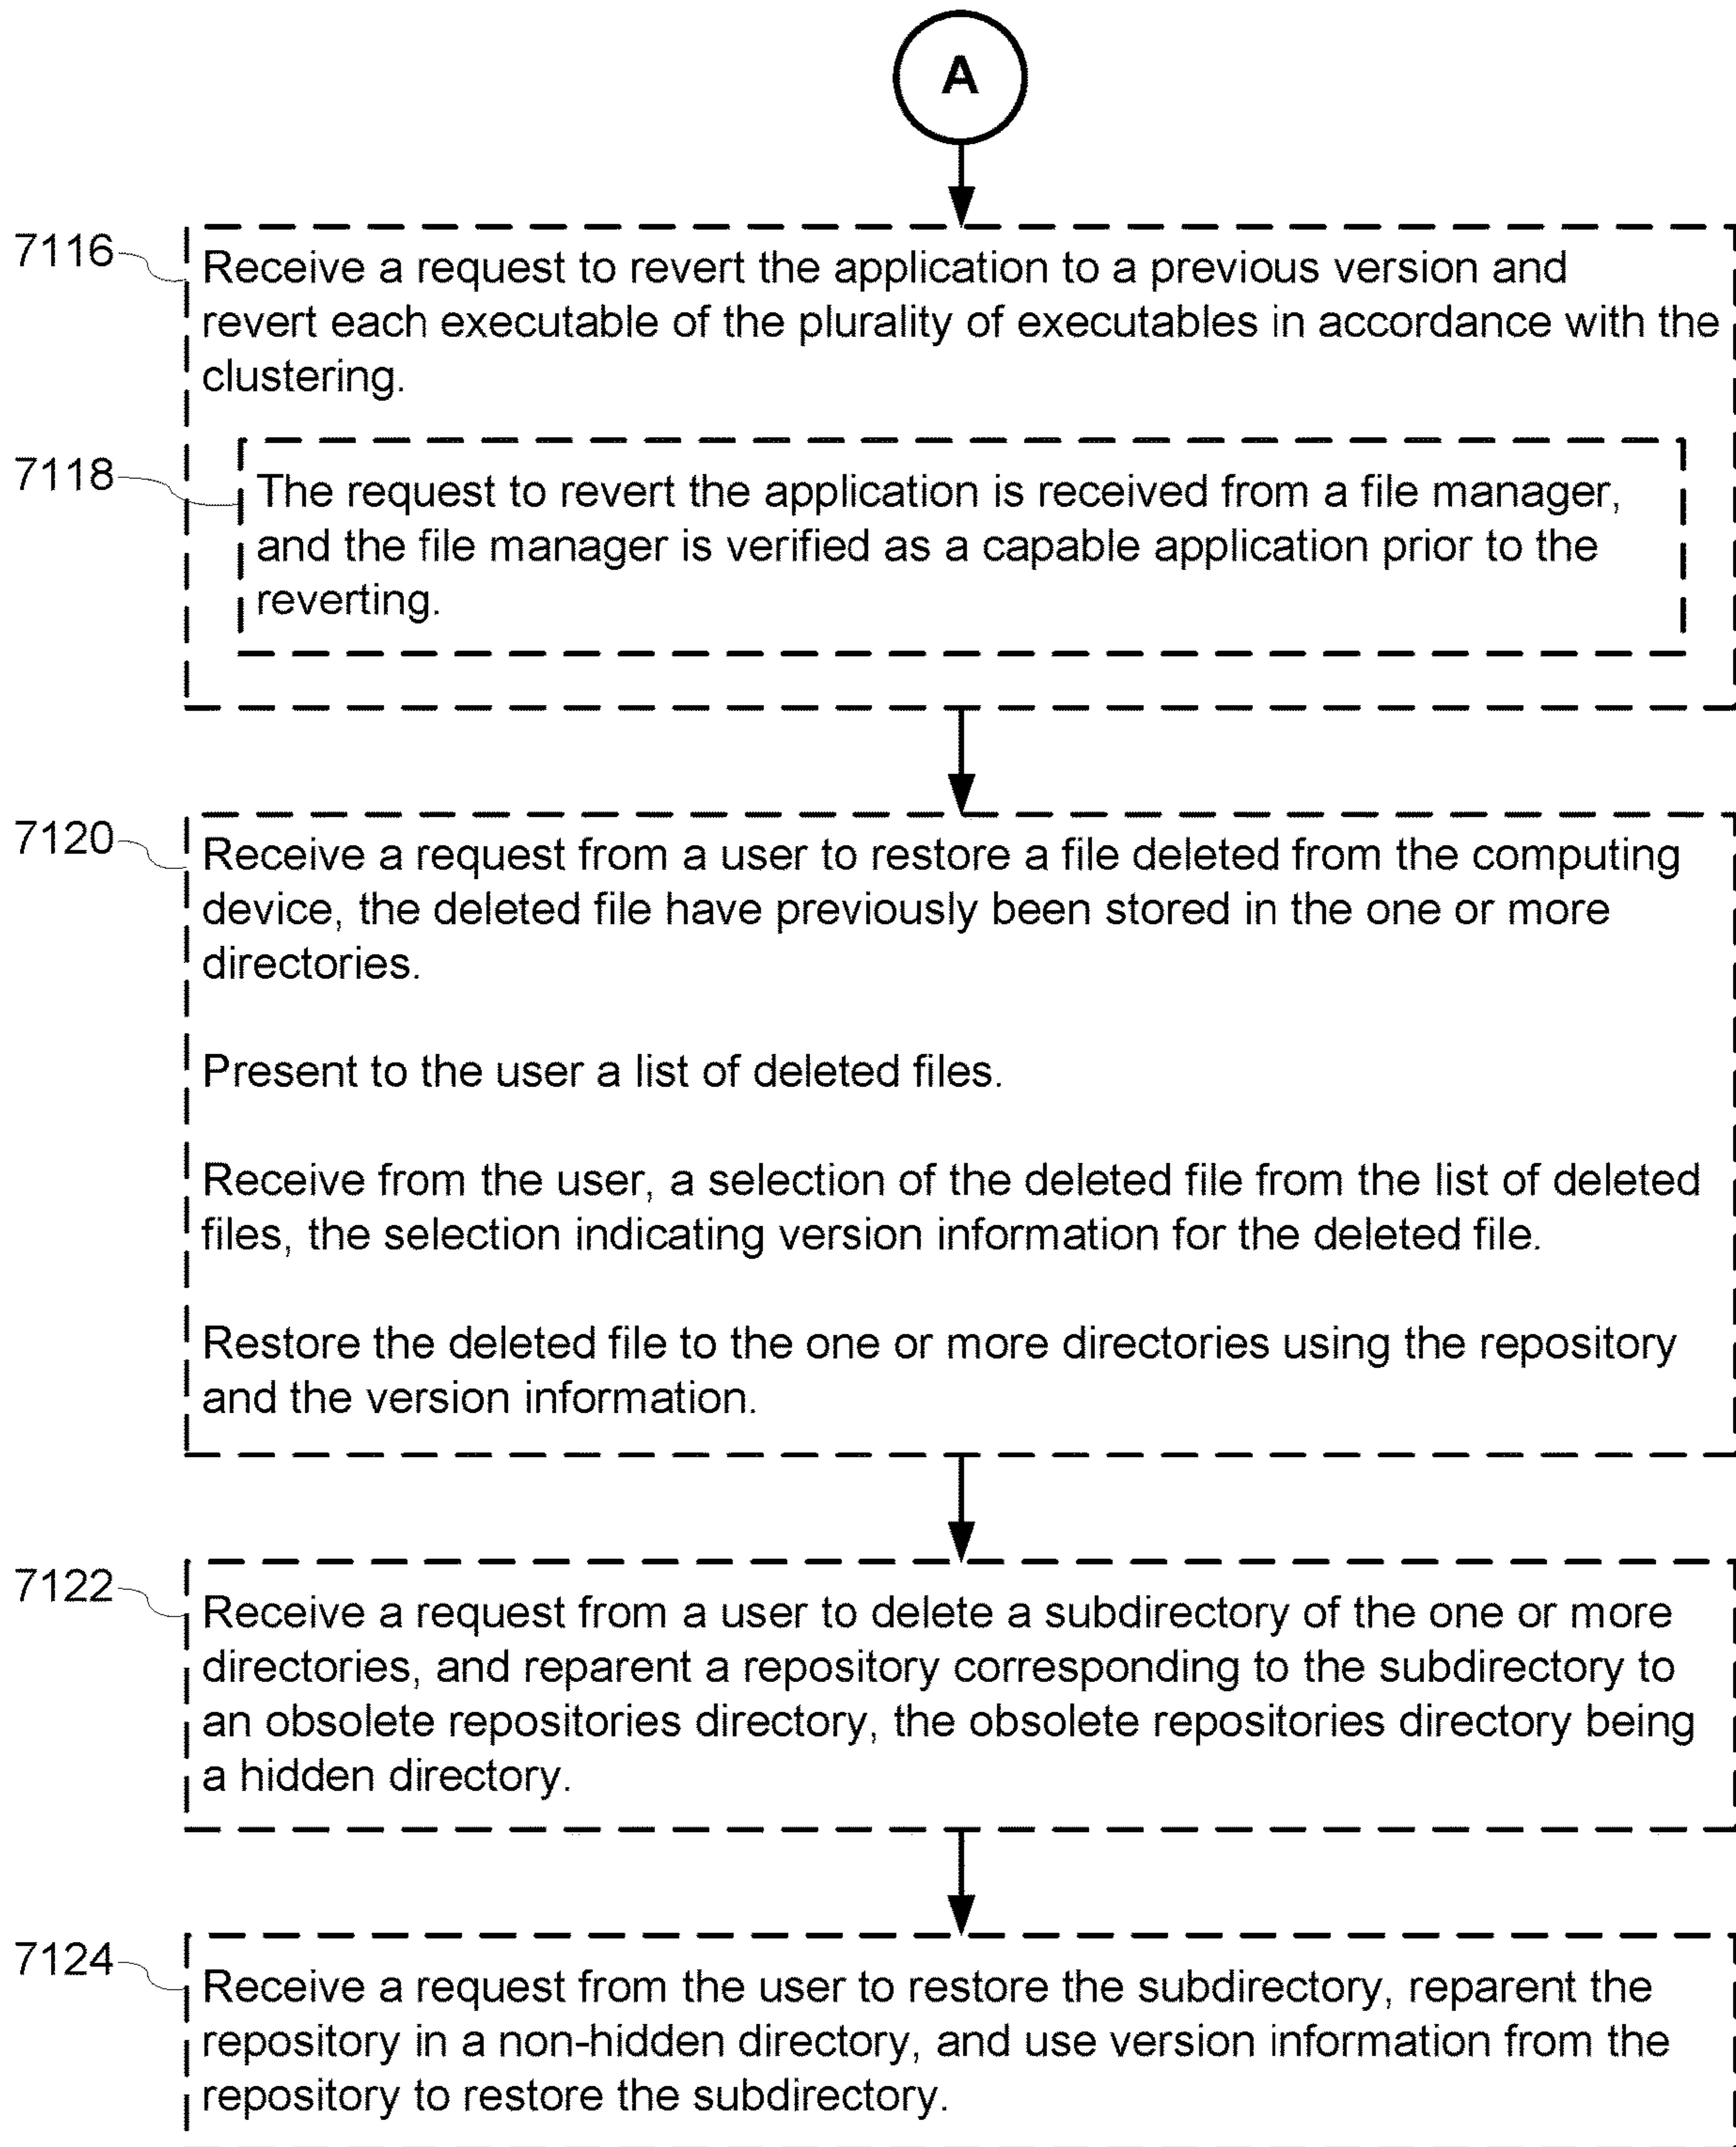 A
7116
Receive a request to revert the application to a previous version and
revert each executable of the plurality of executables in accordance with the
clustering.
7118
The request to revert the application is received from a file manager,
and the file manager is verified as a capable application prior to the
reverting.
7120
Receive a request from a user to restore a file deleted from the computing
device, the deleted file have previously been stored in the one or more
directories.
Present to the user a list of deleted files.
Receive from the user, a selection of the deleted file from the list of deleted
files, the selection indicating version information for the deleted file.
Restore the deleted file to the one or more directories using the repository
and the version information.
7122
Receive a request from a user to delete a subdirectory of the one or more
directories, and reparent a repository corresponding to the subdirectory to
an obsolete repositories directory, the obsolete repositories directory being
a hidden directory.
7124
Receive a request from the user to restore the subdirectory, reparent the
repository in a non-hidden directory, and use version information from the
repository to restore the subdirectory.